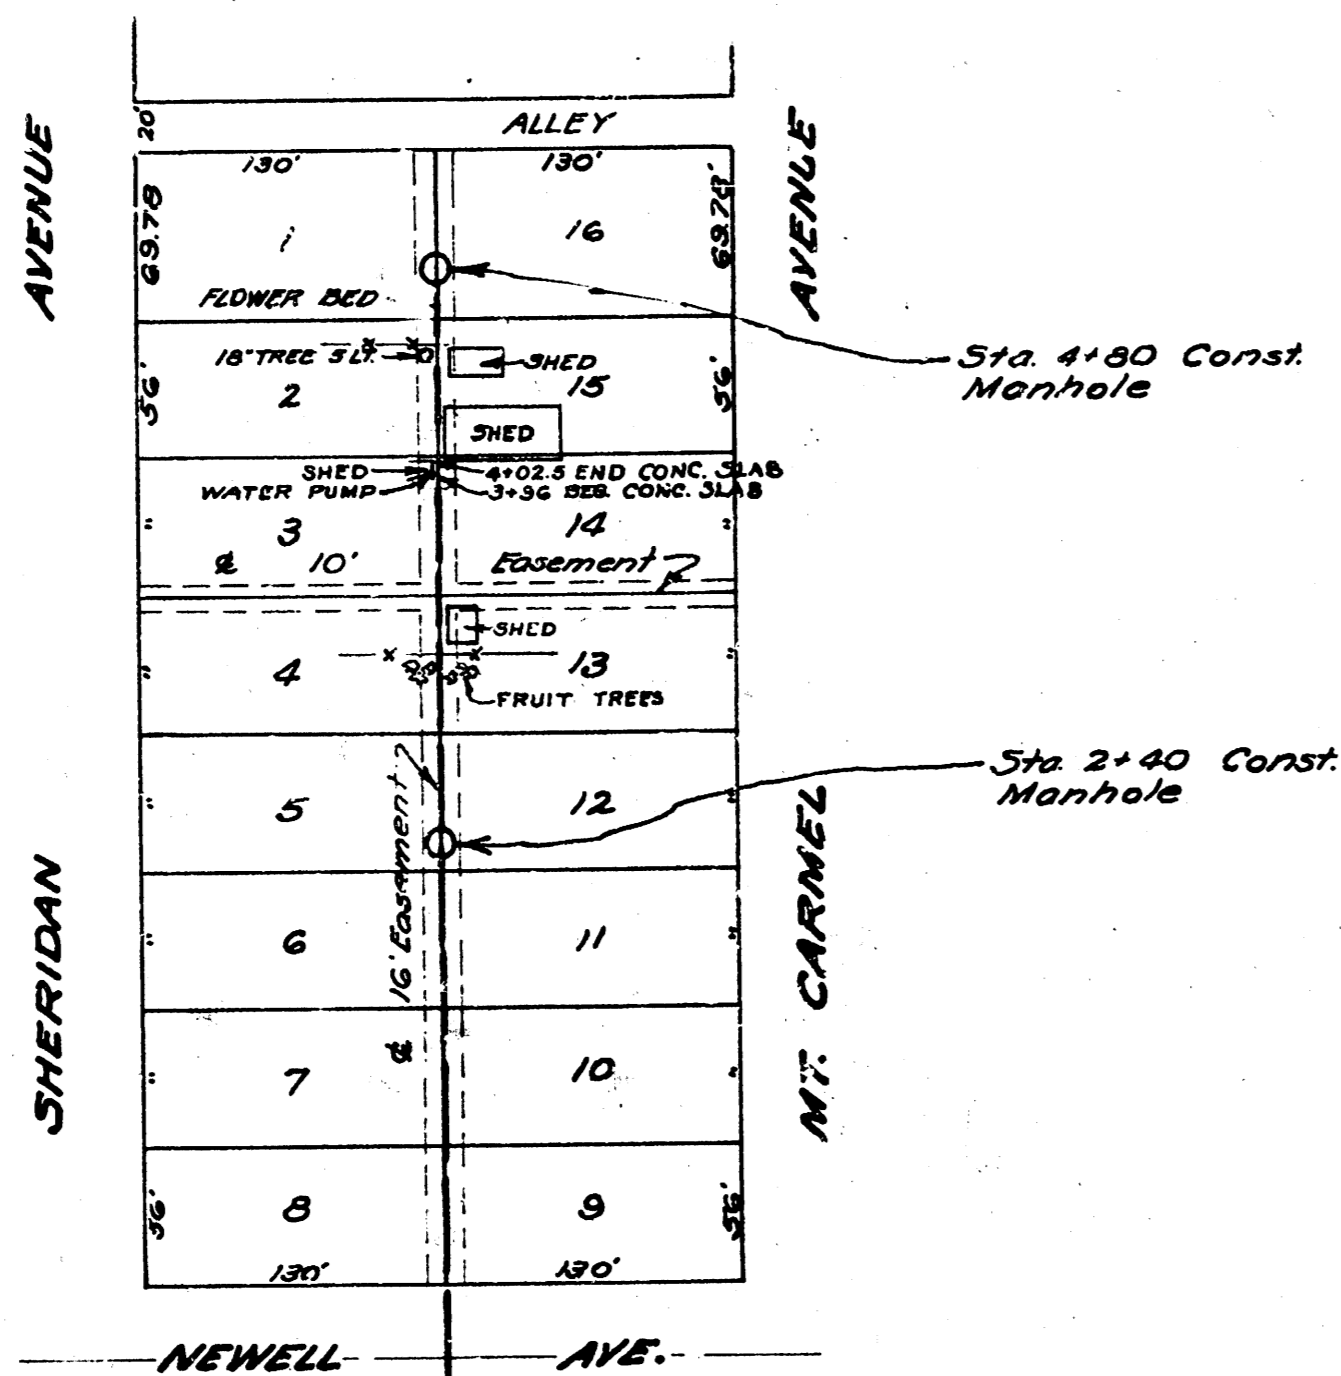 20'
ALLEY
AVENUE
AVENUE
130'
130'
69.78
69.78'
1
16
FLOWER BED
18" TREE 5 LT.
SHED
Sta. 4+80 Const.
Manhole
56'
2
15
56'
SHED
SHED
4+02.5 END CONC. SLAB
WATER PUMP
3+96 BEG. CONC. SLAB
"
3
14
"
℄ 10'
Easement
SHED
"
4
13
"
FRUIT TREES
Sta. 2+40 Const.
Manhole
"
5
12
"
℄ 16' Easement
SHERIDAN
MT. CARMEL
"
6
11
"
"
7
10
"
56'
8
9
56'
130'
130'
NEWELL AVE.